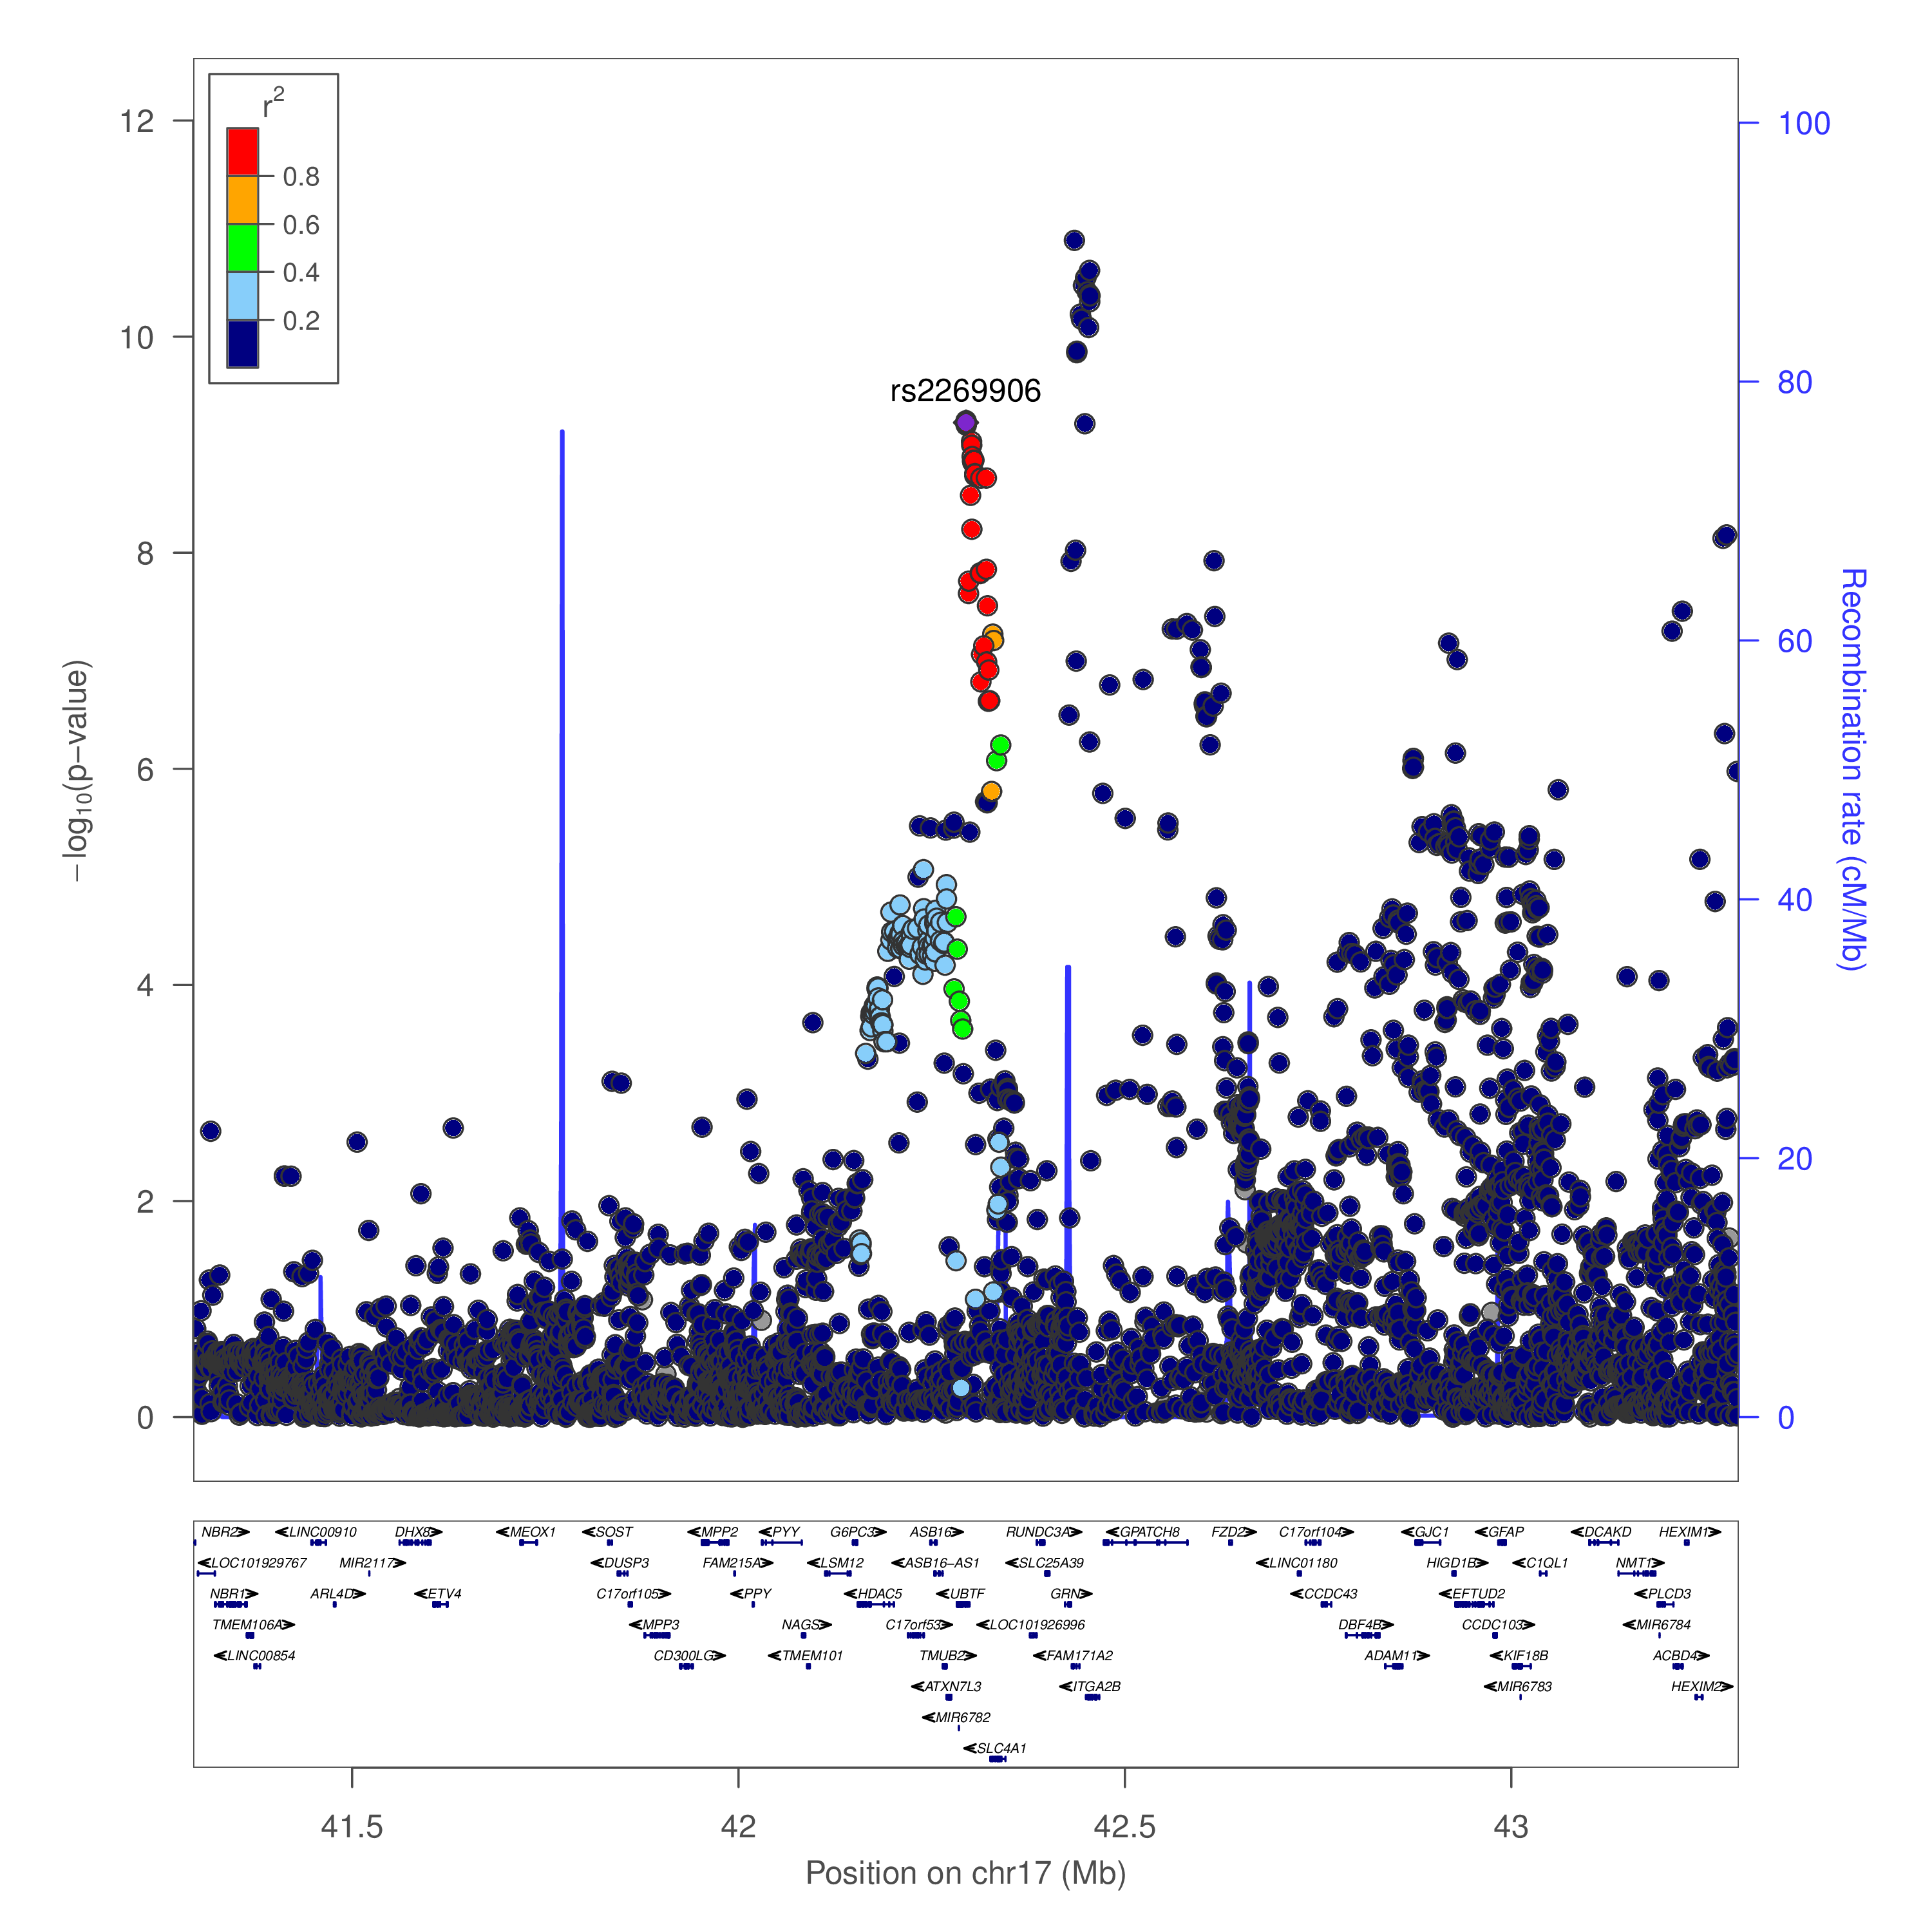 12
10
8
6
4
2
0
−log10(p−value)
r2
0.8
0.6
0.4
0.2
rs2269906
100
80
60
40
20
0
Recombination rate (cM/Mb)
NBR2 LINC00910 DHX8 MEOX1 SOST MPP2 PYY G6PC3 ASB16 RUNDC3A GPATCH8 FZD2 C17orf104 GJC1 GFAP DCAKD HEXIM1
LOC101929767 MIR2117 DUSP3 FAM215A LSM12 ASB16−AS1 SLC25A39 LINC01180 HIGD1B C1QL1 NMT1
NBR1 ARL4D ETV4 C17orf105 PPY HDAC5 UBTF GRN CCDC43 EFTUD2 PLCD3
TMEM106A MPP3 NAGS C17orf53 LOC101926996 DBF4B CCDC103 MIR6784
LINC00854 CD300LG TMEM101 TMUB2 FAM171A2 ADAM11 KIF18B ACBD4
ATXN7L3 ITGA2B MIR6783 HEXIM2
MIR6782
SLC4A1
41.5 42 42.5 43
Position on chr17 (Mb)